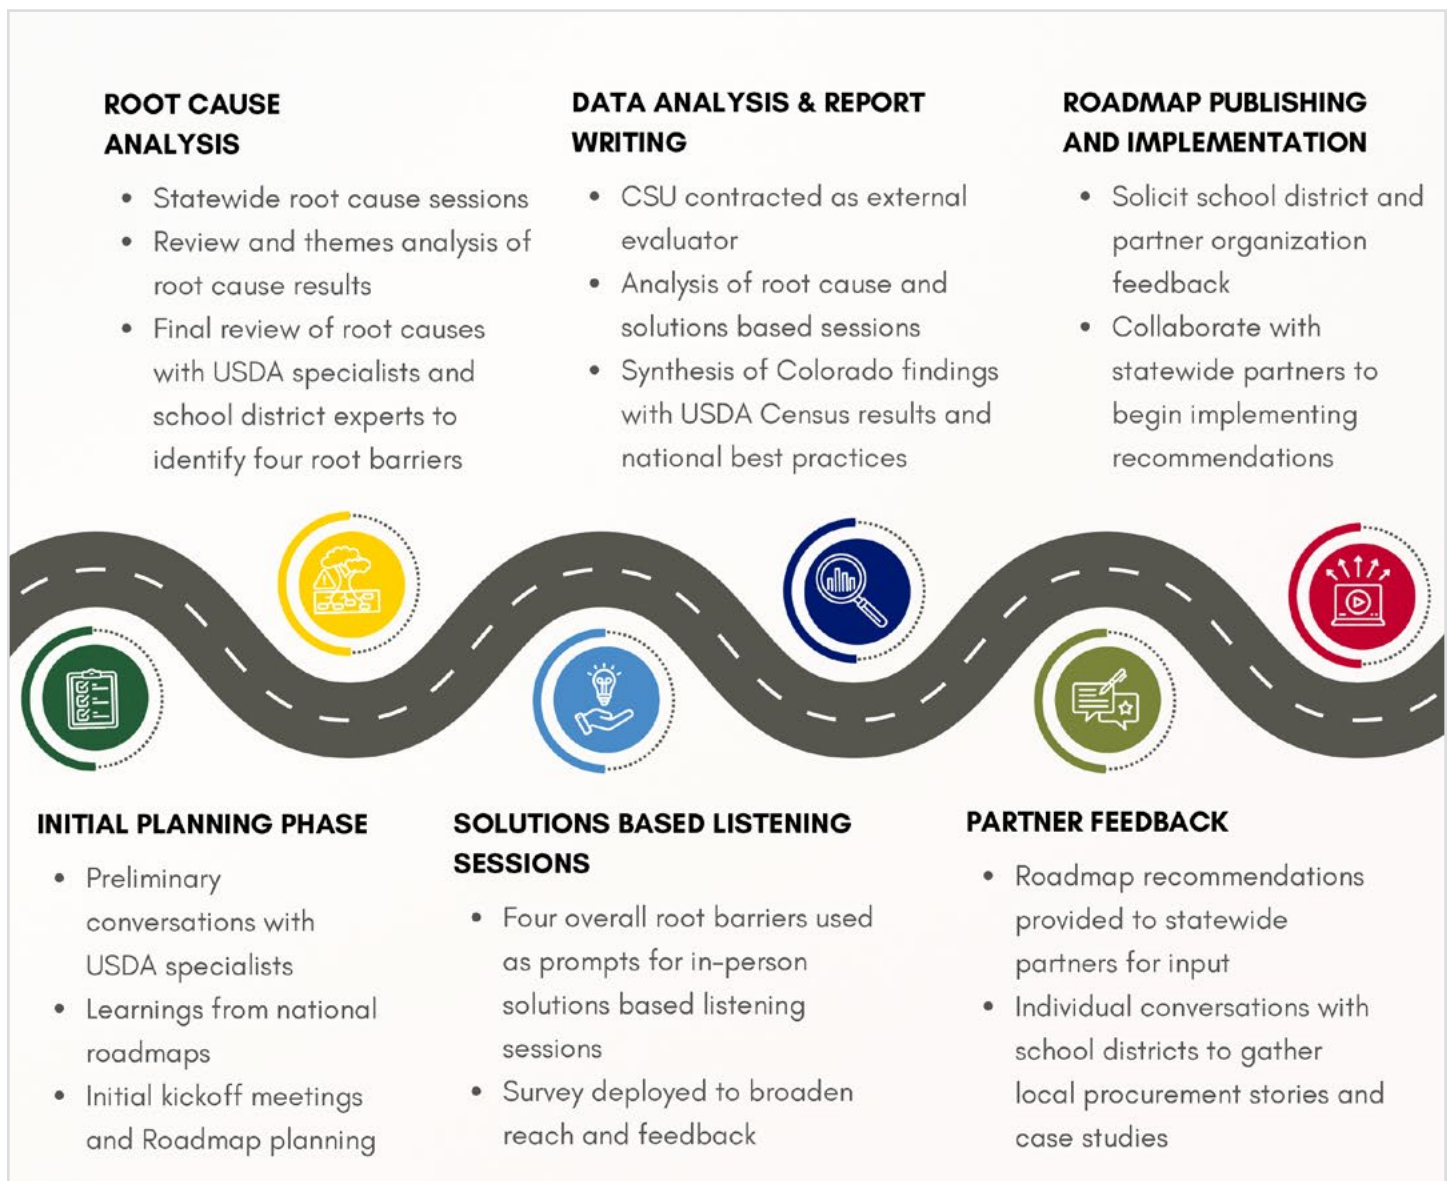 ROOT CAUSE
ANALYSIS
• Statewide root cause sessions
• Review and themes analysis of
root cause results
• Final review of root causes
with USDA specialists and
school district experts to
identify four root barriers
DATA ANALYSIS & REPORT
WRITING
• CSU contracted as external
evaluator
• Analysis of root cause and
solutions based sessions
• Synthesis of Colorado findings
with USDA Census results and
national best practices
ROADMAP PUBLISHING
AND IMPLEMENTATION
• Solicit school district and
partner organization
feedback
• Collaborate with
statewide partners to
begin implementing
recommendations
INITIAL PLANNING PHASE
• Preliminary
conversations with
USDA specialists
• Learnings from national
roadmaps
• Initial kickoff meetings
and Roadmap planning
SOLUTIONS BASED LISTENING
SESSIONS
• Four overall root barriers used
as prompts for in-person
solutions based listening
sessions
• Survey deployed to broaden
reach and feedback
PARTNER FEEDBACK
• Roadmap recommendations
provided to statewide
partners for input
• Individual conversations with
school districts to gather
local procurement stories and
case studies